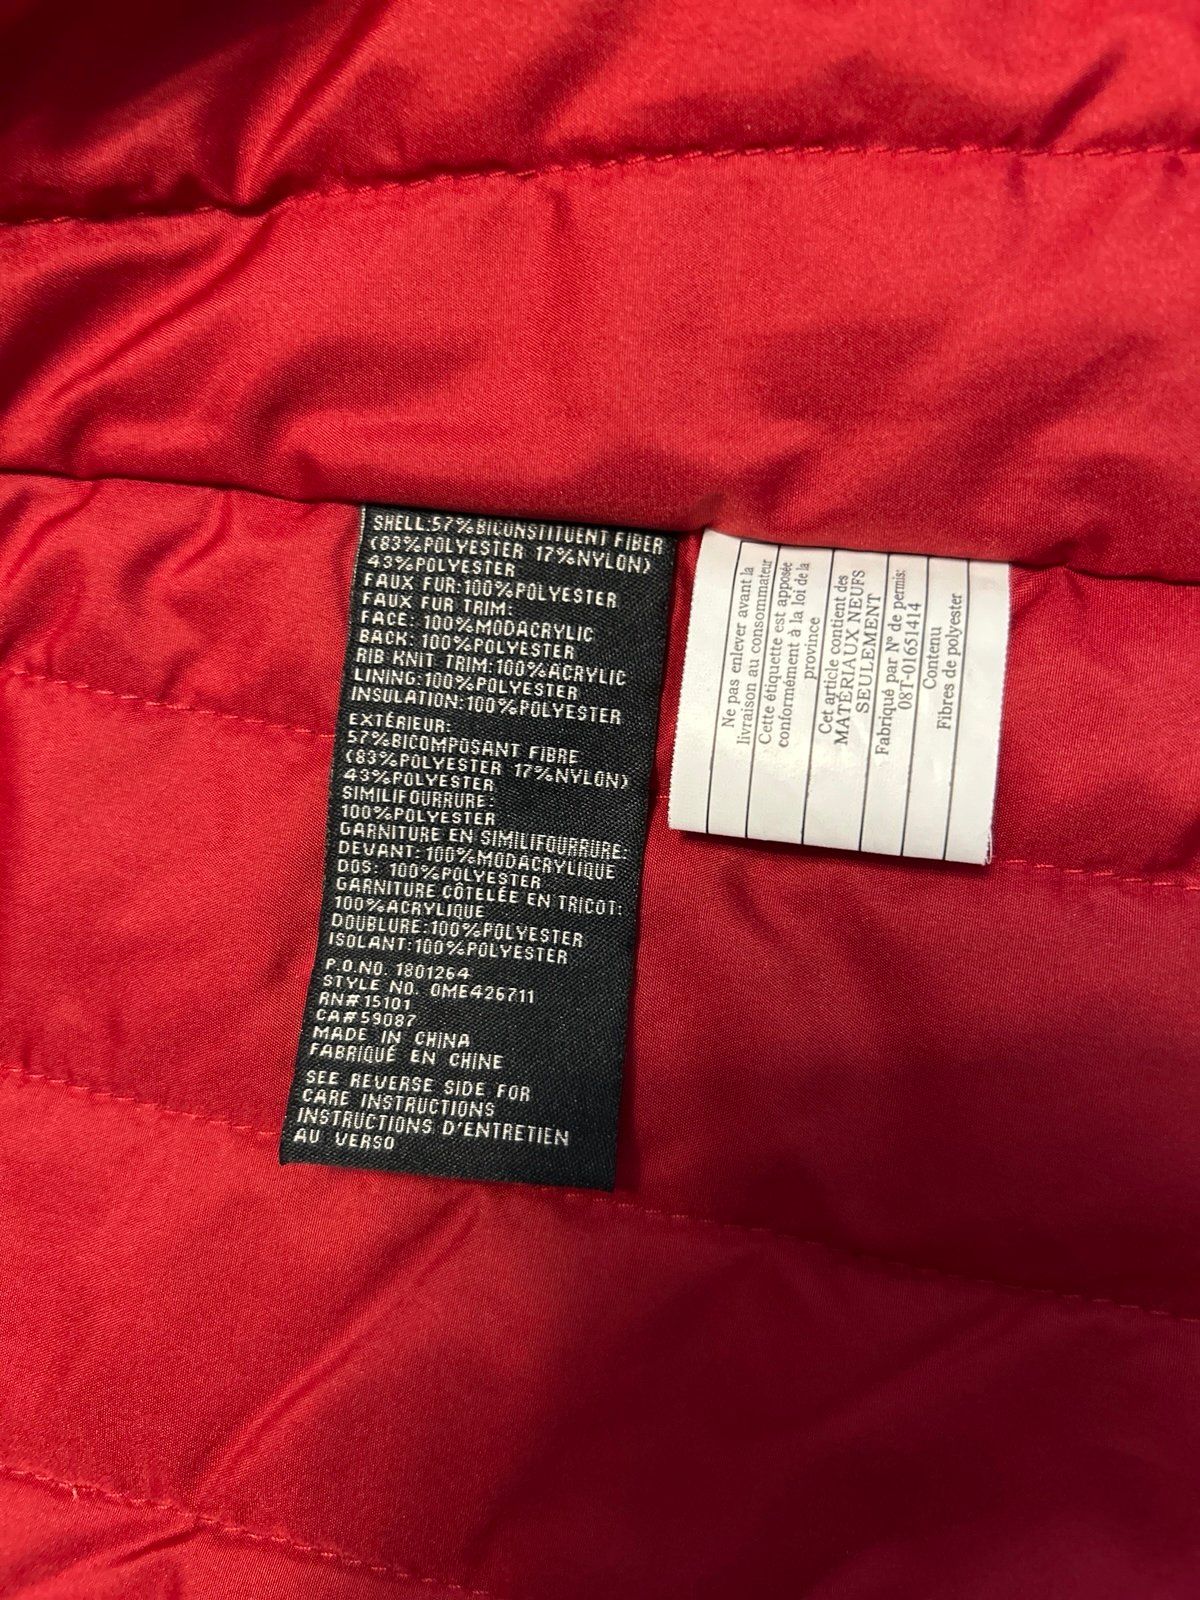 SHELL:57%BICONSTITUENT FIBER
(83%POLYESTER 17%NYLON)
43%POLYESTER
FAUX FUR:100%POLYESTER
FAUX FUR TRIM:
FACE: 100%MODACRYLIC
BACK: 100%POLYESTER
RIB KNIT TRIM:100%ACRYLIC
LINING:100%POLYESTER
INSULATION:100%POLYESTER
EXTÉRIEUR:
57%BICOMPOSANT FIBRE
(83%POLYESTER 17%NYLON)
43%POLYESTER
SIMILIFOURRURE:
100%POLYESTER
GARNITURE EN SIMILIFOURRURE:
DEVANT:100%MODACRYLIQUE
DOS: 100%POLYESTER
GARNITURE CÔTELÉE EN TRICOT:
100%ACRYLIQUE
DOUBLURE:100%POLYESTER
ISOLANT:100%POLYESTER
P.O.NO. 1801264
STYLE NO. OME426711
RN#15101
CA#59087
MADE IN CHINA
FABRIQUÉ EN CHINE
SEE REVERSE SIDE FOR
CARE INSTRUCTIONS
INSTRUCTIONS D'ENTRETIEN
AU VERSO
Ne pas enlever avant la
livraison au consommateur
Cette étiquette est apposée
conformément à la loi de la
province
Cet article contient des
MATÉRIAUX NEUFS
SEULEMENT
Fabriqué par Nº de permis:
08T-01651414
Contenu
Fibres de polyester